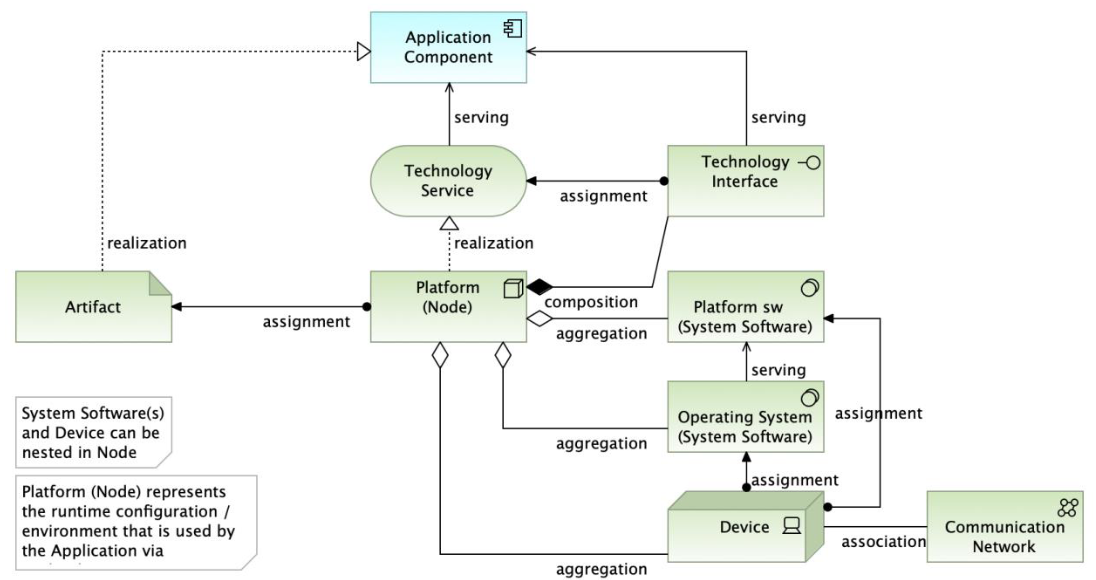 Application
Component
serving
serving
Technology
Service
Technology
Interface
assignment
realization
realization
Artifact
Platform
(Node)
composition
Platform sw
(System Software)
assignment
aggregation
serving
System Software(s)
and Device can be
nested in Node
Operating System
(System Software)
assignment
aggregation
assignment
Platform (Node) represents
the runtime configuration /
environment that is used by
the Application via
Device
Communication
Network
association
aggregation